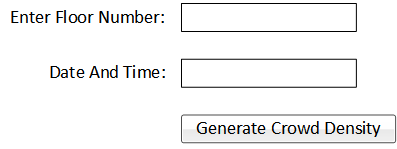 Enter Floor Number:
Date And Time:
Generate Crowd Density